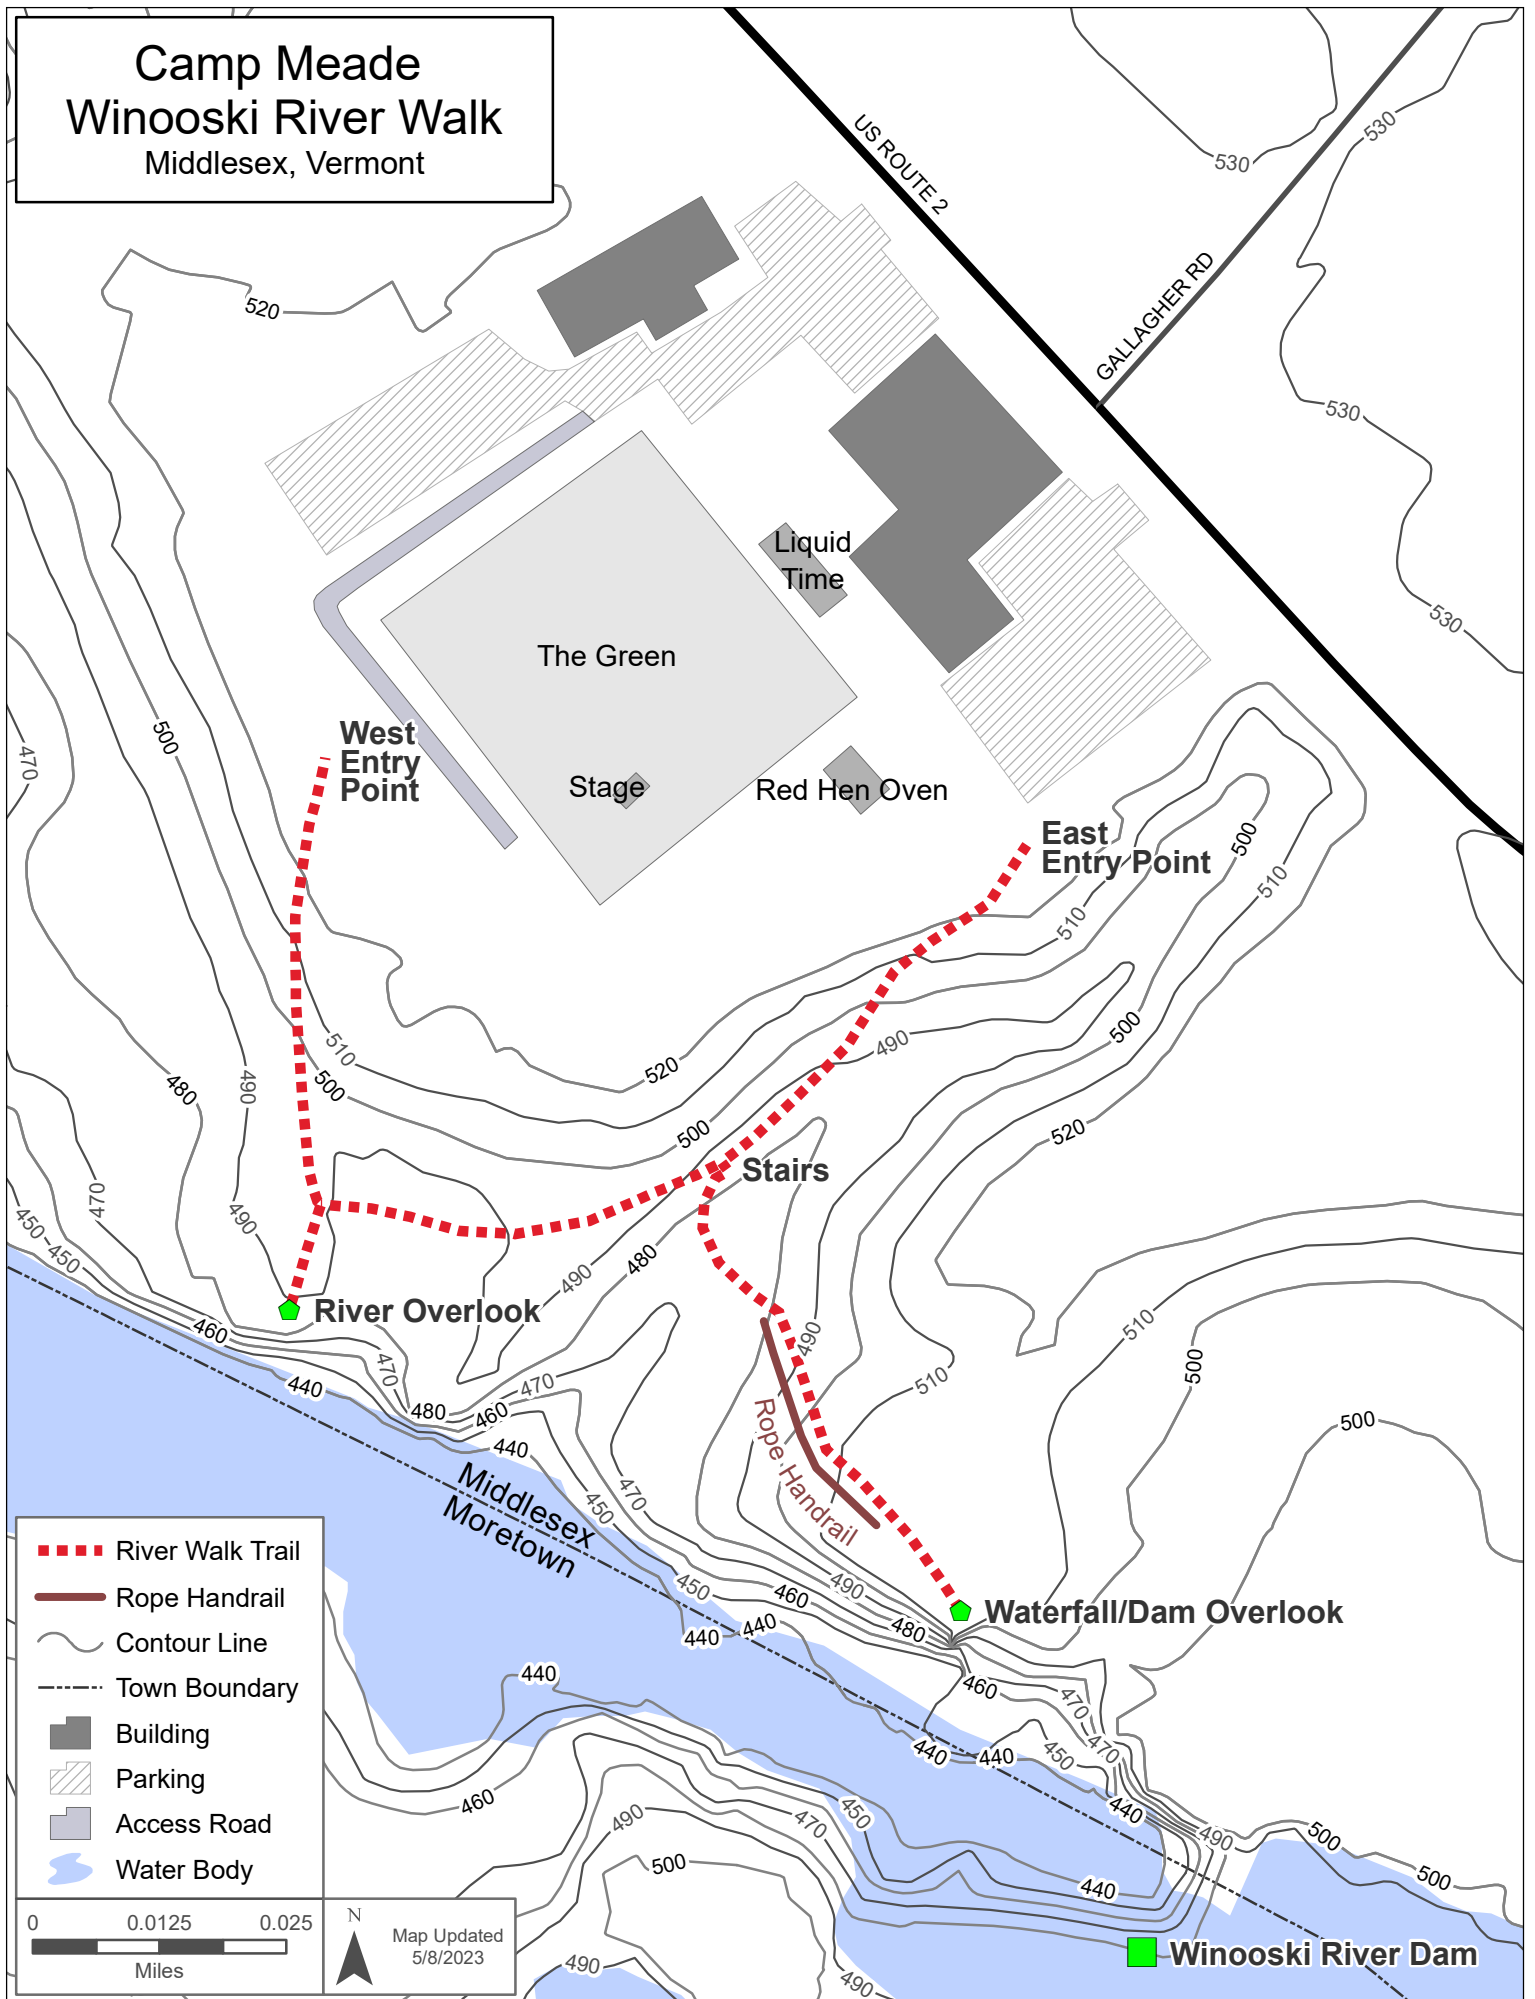 Camp Meade
Winooski River Walk
Middlesex, Vermont
US ROUTE 2
530
530
GALLAGHER RD
520
530
Liquid
Time
530
The Green
West
Entry
Point
500
470
Stage
Red Hen Oven
East
Entry Point
500
510
510
500
510
490
520
500
480
490
500
520
Stairs
470
490
450
450
480
490
River Overlook
460
490
510
500
470
440
470
510
480
460
500
440
Rope Handrail
Middlesex
Moretown
470
450
450
490
460
Waterfall/Dam Overlook
480
440
440
440
460
470
440
440
450
470
460
490
470
450
440
490
500
500
500
440
490
490
Winooski River Dam
River Walk Trail
Rope Handrail
Contour Line
Town Boundary
Building
Parking
Access Road
Water Body
0 0.0125 0.025
Miles
N
Map Updated
5/8/2023